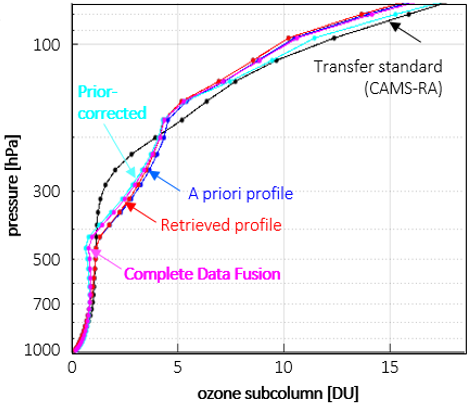 100
Transfer standard
(CAMS-RA)
Prior-
corrected
pressure [hPa]
300
A priori profile
Retrieved profile
500
Complete Data Fusion
700
1000
0 5 10 15
ozone subcolumn [DU]